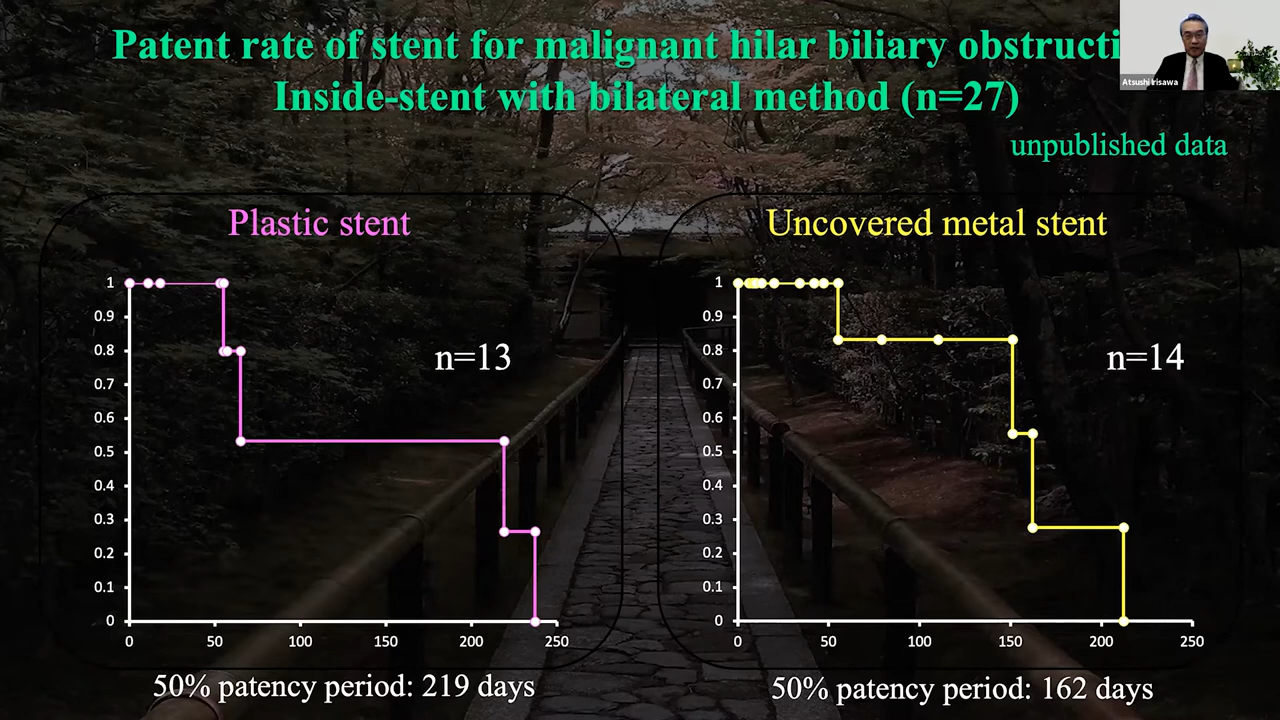 Patent rate of stent for malignant hilar biliary obstructi
Inside-stent with bilateral method (n=27)
Atsushi Irisawa
unpublished data
Plastic stent
1
0.9
0.8
0.7
0.6
0.5
0.4
0.3
0.2
0.1
0
0 50 100 150 200 250
n=13
50% patency period: 219 days
Uncovered metal stent
1
0.9
0.8
0.7
0.6
0.5
0.4
0.3
0.2
0.1
0
0 50 100 150 200 250
n=14
50% patency period: 162 days